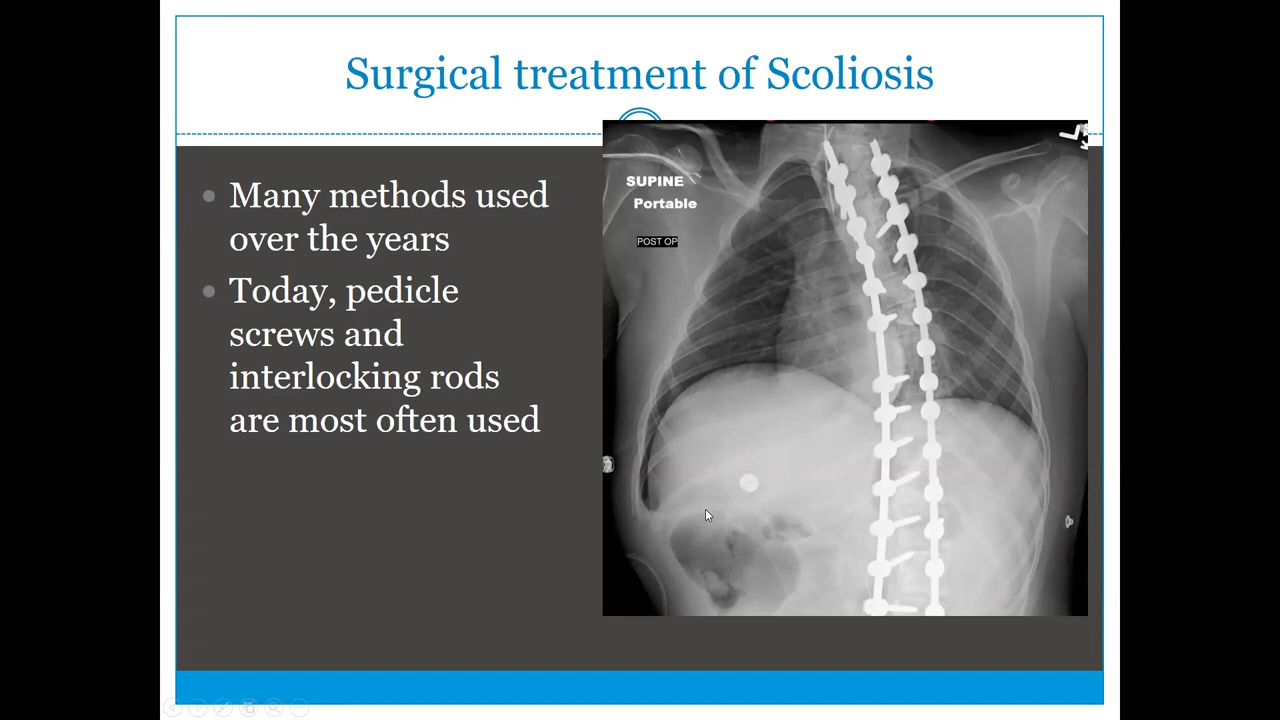 Surgical treatment of Scoliosis
Many methods used
over the years
Today, pedicle
screws and
interlocking rods
are most often used
SUPINE
Portable
POST OP